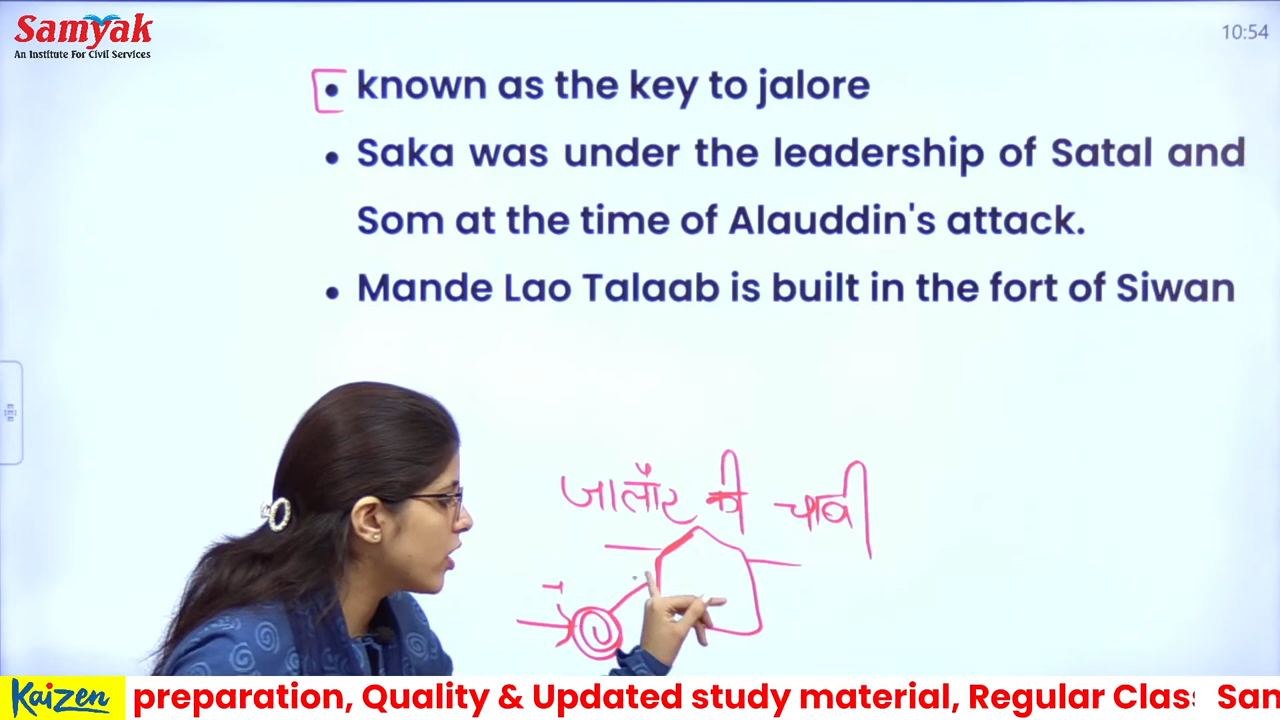 Samyak
An Institute For Civil Services
10:54
• known as the key to jalore
• Saka was under the leadership of Satal and
Som at the time of Alauddin's attack.
• Mande Lao Talaab is built in the fort of Siwan
जालौर की चाबी
Kaizen
preparation, Quality & Updated study material, Regular Clas
San